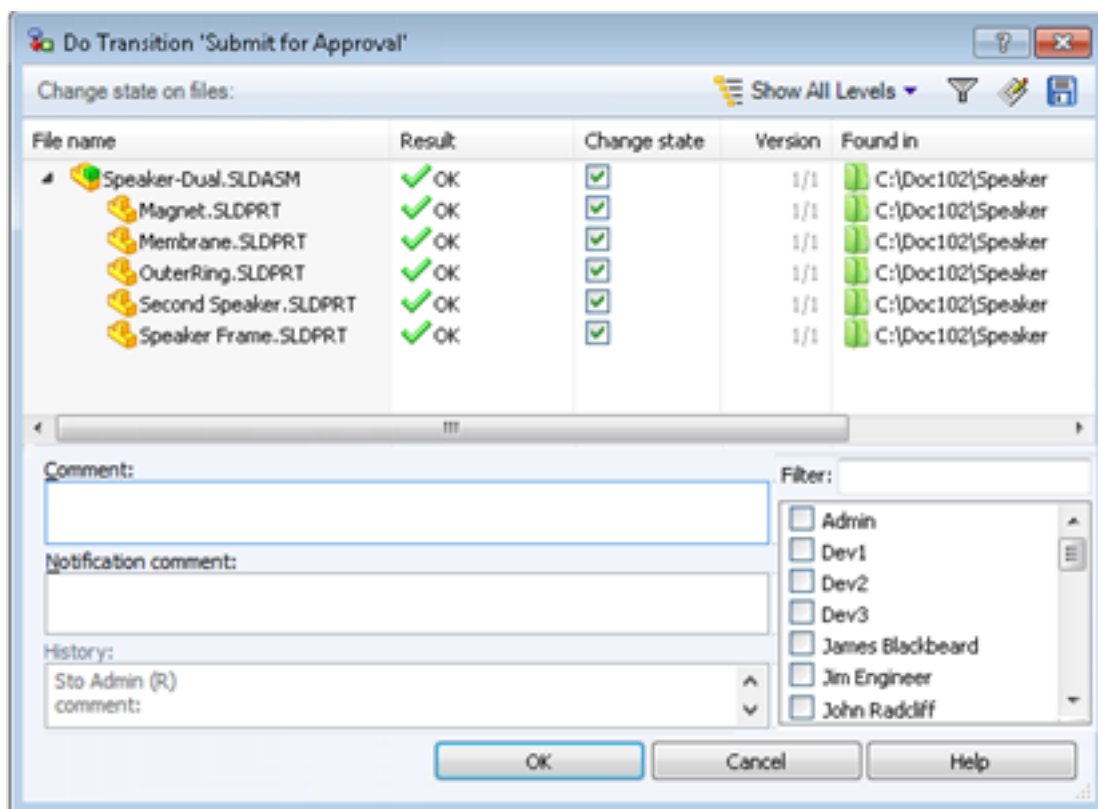 Do Transition 'Submit for Approval'
Change state on files: Show All Levels
File name Result Change state Version Found in
Speaker-Dual.SLDASM OK 1/1 C:\Doc102\Speaker
Magnet.SLDPRT OK 1/1 C:\Doc102\Speaker
Membrane.SLDPRT OK 1/1 C:\Doc102\Speaker
OuterRing.SLDPRT OK 1/1 C:\Doc102\Speaker
Second Speaker.SLDPRT OK 1/1 C:\Doc102\Speaker
Speaker Frame.SLDPRT OK 1/1 C:\Doc102\Speaker
Comment:
Notification comment:
History:
Sto Admin (R)
comment:
Filter:
Admin
Dev1
Dev2
Dev3
James Blackbeard
Jim Engineer
John Radcliff
OK Cancel Help